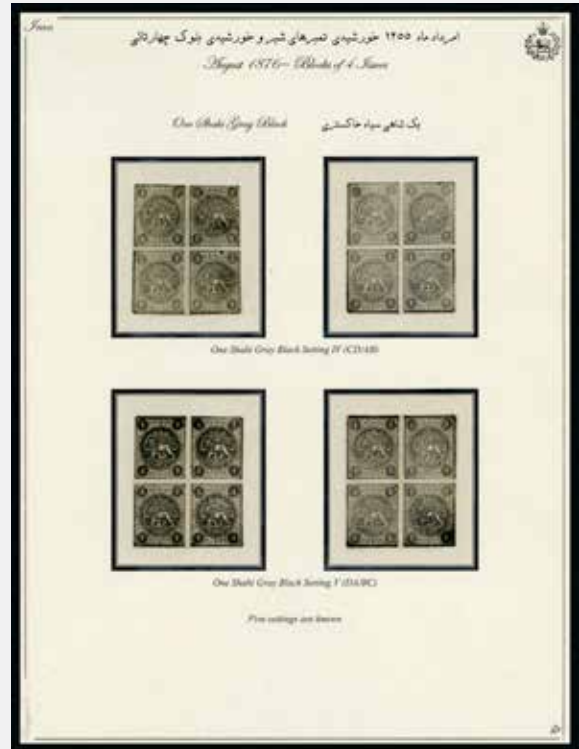 Iran
امرداد ماه ۱۲۵۵ خورشیدی تمبرهای شیر و خورشیدی بلوک چهارتائی
August 1876— Blocks of 4 Issues
One Shahi Gray Black یک شاهی سیاه خاکستری
One Shahi Gray Black Setting IV (CD/AB)
One Shahi Gray Black Setting V (DA/BC)
Five settings are known